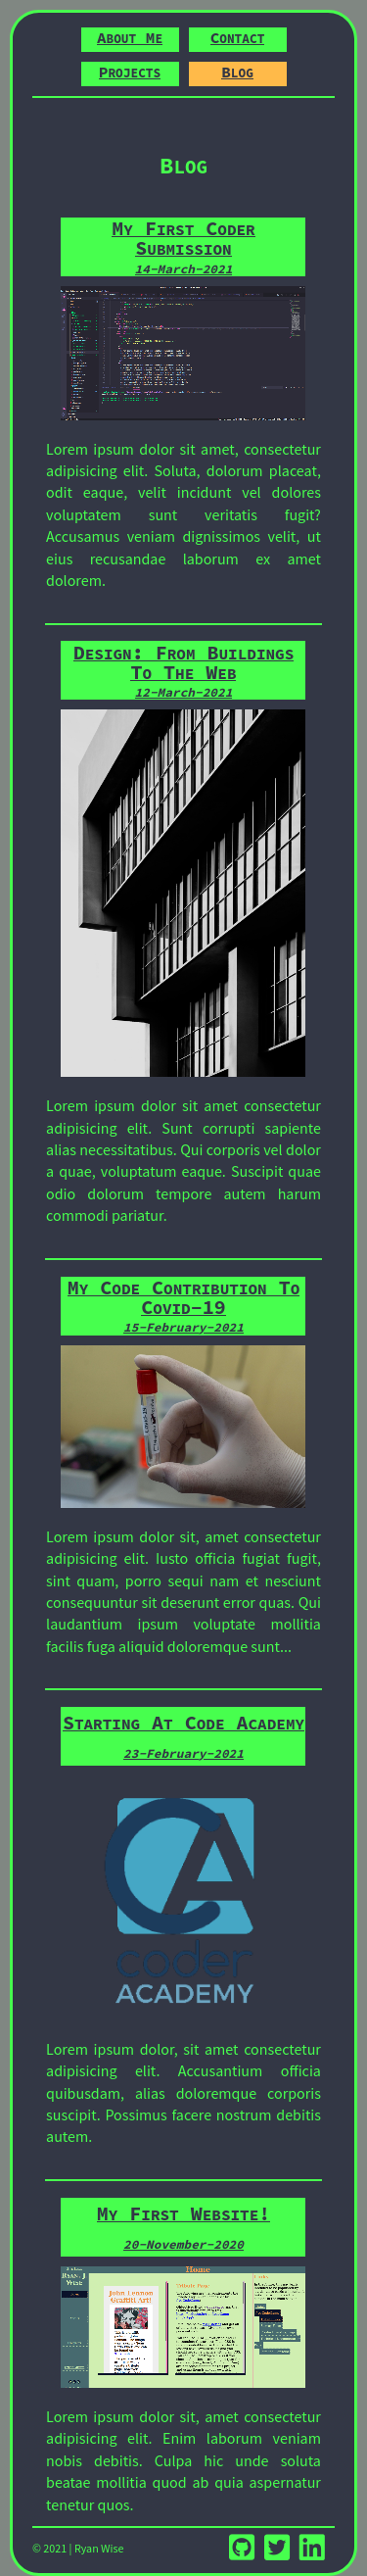 About Me
Contact
Projects
Blog
Blog
My First Coder
Submission
14-March-2021
Lorem ipsum dolor sit amet, consectetur
adipisicing elit. Soluta, dolorum placeat,
odit eaque, velit incidunt vel dolores
voluptatem sunt veritatis fugit?
Accusamus veniam dignissimos velit, ut
eius recusandae laborum ex amet
dolorem.
Design: From Buildings
To The Web
12-March-2021
Lorem ipsum dolor sit amet consectetur
adipisicing elit. Sunt corrupti sapiente
alias necessitatibus. Qui corporis vel dolor
a quae, voluptatum eaque. Suscipit quae
odio dolorum tempore autem harum
commodi pariatur.
My Code Contribution To
Covid-19
15-February-2021
Lorem ipsum dolor sit, amet consectetur
adipisicing elit. Iusto officia fugiat fugit,
sint quam, porro sequi nam et nesciunt
consequuntur sit deserunt error quas. Qui
laudantium ipsum voluptate mollitia
facilis fuga aliquid doloremque sunt...
Starting At Code Academy
23-February-2021
coder
ACADEMY
Lorem ipsum dolor, sit amet consectetur
adipisicing elit. Accusantium officia
quibusdam, alias doloremque corporis
suscipit. Possimus facere nostrum debitis
autem.
My First Website!
20-November-2020
Home
John Lennon
Graffiti Art!
Lorem ipsum dolor sit, amet consectetur
adipisicing elit. Enim laborum veniam
nobis debitis. Culpa hic unde soluta
beatae mollitia quod ab quia aspernatur
tenetur quos.
© 2021 | Ryan Wise